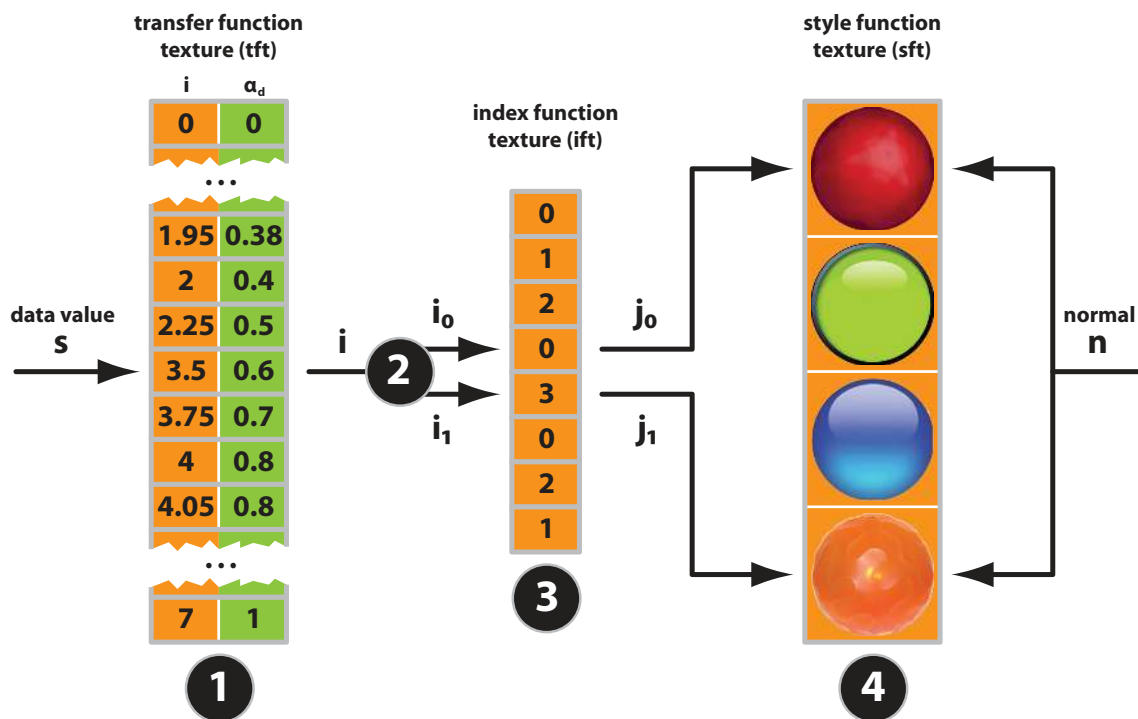 transfer function
texture (tft)
i α_d
0 0
...
1.95 0.38
2 0.4
2.25 0.5
3.5 0.6
3.75 0.7
4 0.8
4.05 0.8
...
7 1
1
data value
s
i
2
i₀
i₁
index function
texture (ift)
0
1
2
0
3
0
2
1
3
j₀
j₁
style function
texture (sft)
4
normal
n